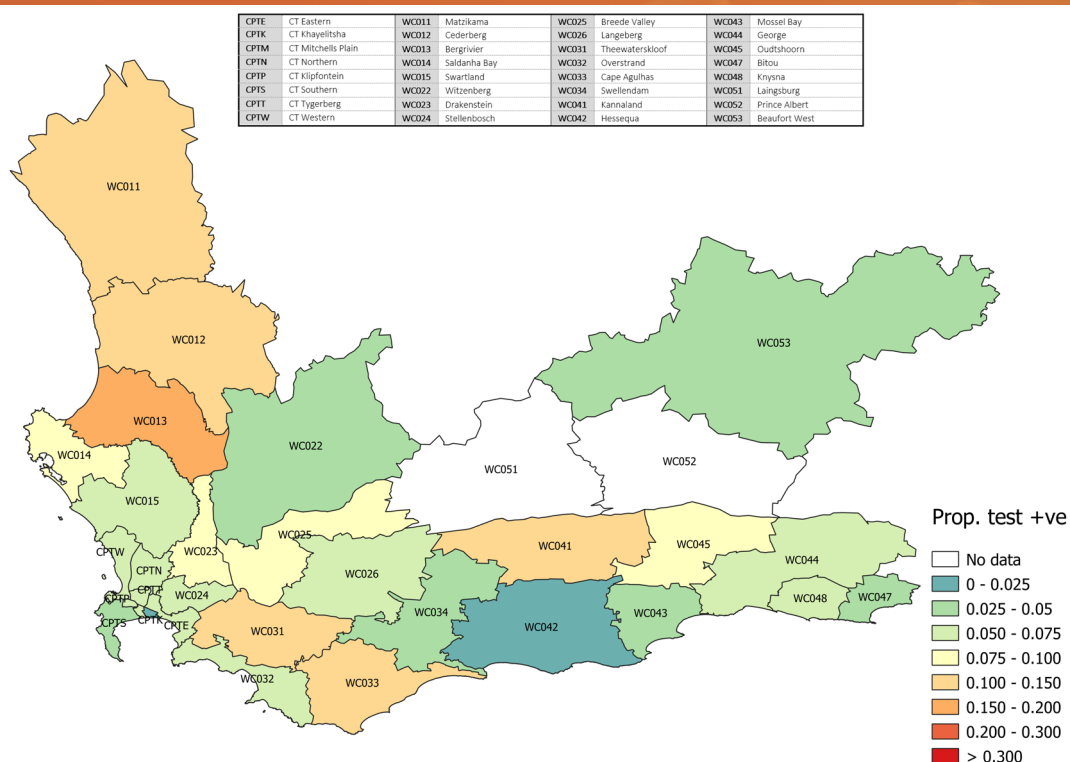 CPTE CT Eastern WC011 Matzikama WC025 Breede Valley WC043 Mossel Bay
CPTK CT Khayelitsha WC012 Cederberg WC026 Langeberg WC044 George
CPTM CT Mitchells Plain WC013 Bergrivier WC031 Theewaterskloof WC045 Oudtshoorn
CPTN CT Northern WC014 Saldanha Bay WC032 Overstrand WC047 Bitou
CPTP CT Klipfontein WC015 Swartland WC033 Cape Agulhas WC048 Knysna
CPTS CT Southern WC022 Witzenberg WC034 Swellendam WC051 Laingsburg
CPTT CT Tygerberg WC023 Drakenstein WC041 Kannaland WC052 Prince Albert
CPTW CT Western WC024 Stellenbosch WC042 Hessequa WC053 Beaufort West
WC011
WC012
WC053
WC013
WC022
WC014
WC051
WC052
WC015
WC025
WC041
WC045
CPTW
WC023
WC044
CPTN
WC026
CPTT
WC024
WC048
WC047
CPTP
WC034
WC043
CPTS
CPTK
CPTE
WC031
WC042
WC032
WC033
Prop. test +ve
No data
0 - 0.025
0.025 - 0.05
0.050 - 0.075
0.075 - 0.100
0.100 - 0.150
0.150 - 0.200
0.200 - 0.300
> 0.300